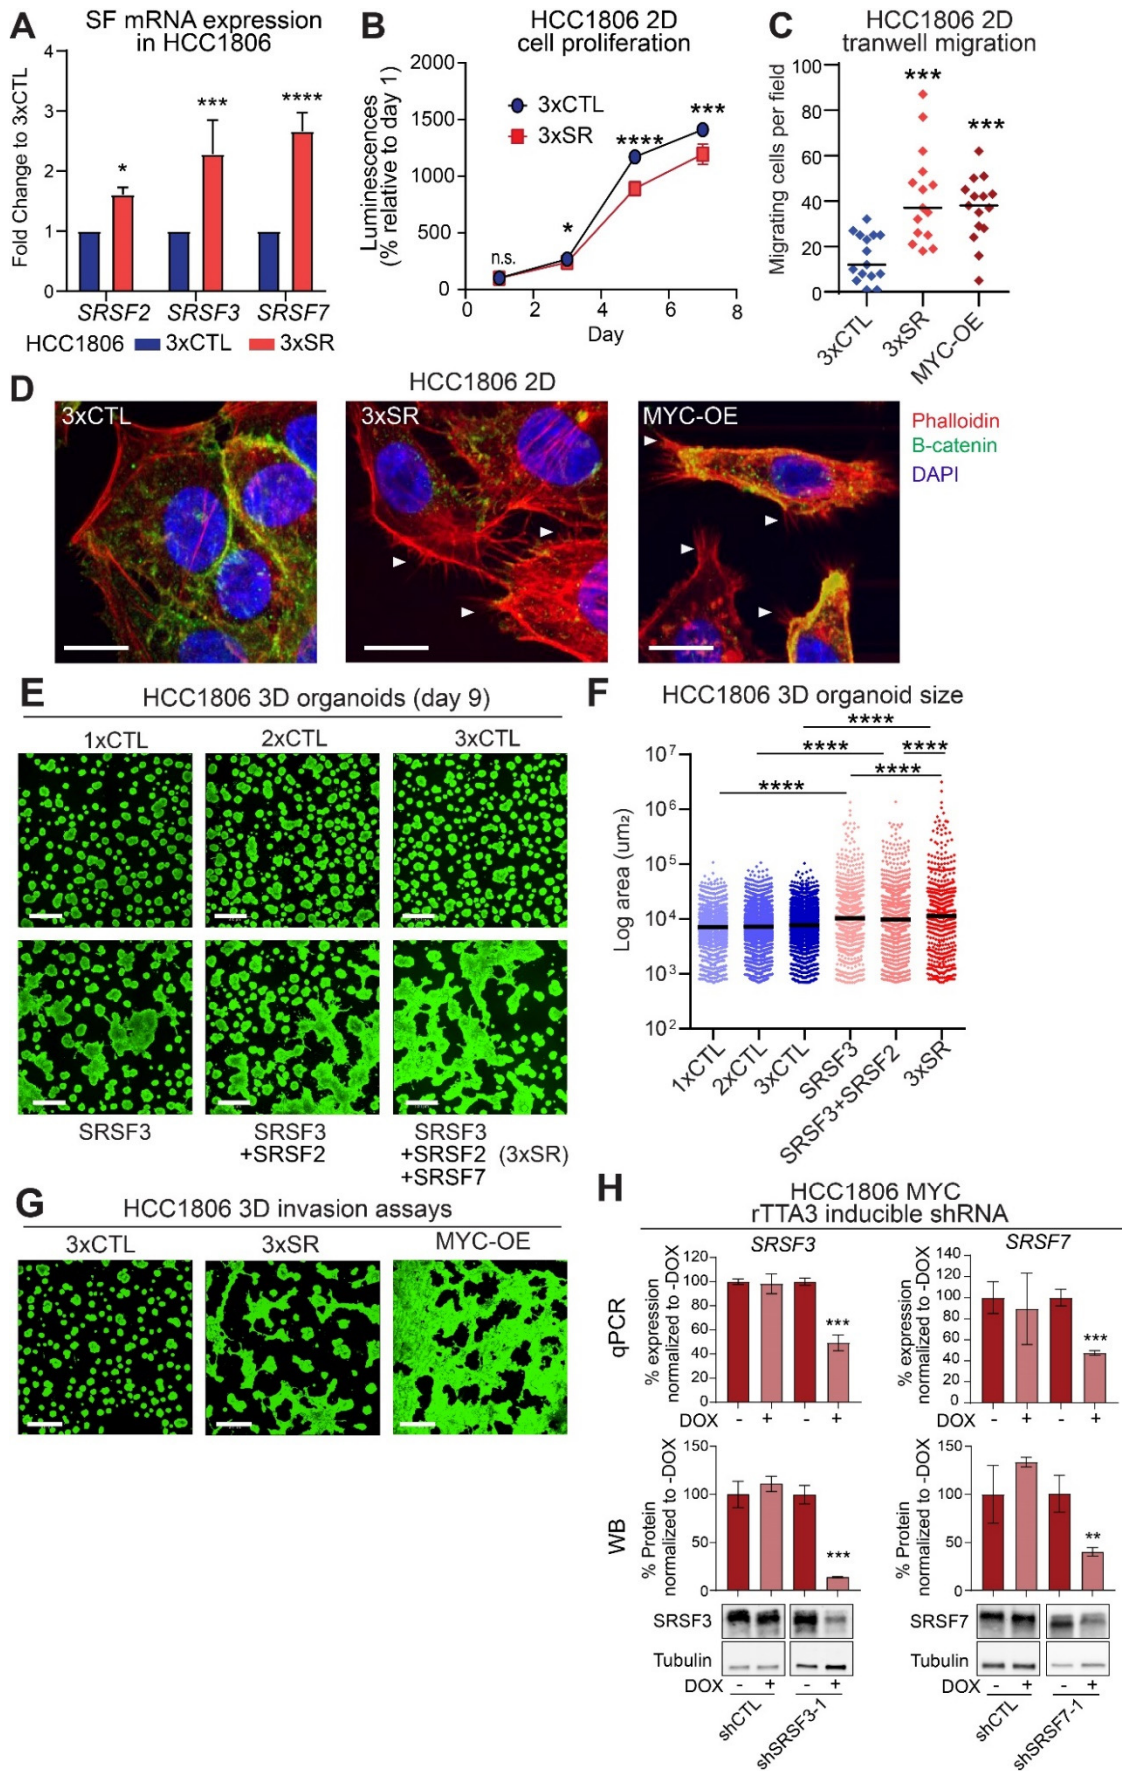 A
SF mRNA expression
in HCC1806
Fold Change to 3xCTL
4
3
2
1
0
*
***
****
SRSF2 SRSF3 SRSF7
HCC1806 3xCTL 3xSR
B
HCC1806 2D
cell proliferation
Luminescences
(% relative to day 1)
2000
1500
1000
500
0
3xCTL
3xSR
n.s.
*
****
***
0 2 4 6 8
Day
C
HCC1806 2D
tranwell migration
Migrating cells per field
100
80
60
40
20
0
***
***
3xCTL
3xSR
MYC-OE
D
HCC1806 2D
3xCTL
3xSR
MYC-OE
Phalloidin
B-catenin
DAPI
E
HCC1806 3D organoids (day 9)
1xCTL 2xCTL 3xCTL
SRSF3
SRSF3
+SRSF2
SRSF3
+SRSF2 (3xSR)
+SRSF7
F
HCC1806 3D organoid size
Log area (um2)
10⁷
10⁶
10⁵
10⁴
10³
10²
****
**** ****
****
****
1xCTL
2xCTL
3xCTL
SRSF3
SRSF3+SRSF2
3xSR
G
HCC1806 3D invasion assays
3xCTL 3xSR MYC-OE
H
HCC1806 MYC
rTTA3 inducible shRNA
SRSF3
SRSF7
qPCR
% expression
normalized to -DOX
120
100
80
60
40
20
0
***
DOX - + - +
% expression
normalized to -DOX
140
120
100
80
60
40
20
0
***
DOX - + - +
WB
% Protein
normalized to -DOX
150
100
50
0
***
% Protein
normalized to -DOX
150
100
50
0
**
SRSF3
Tubulin
DOX - + - +
shCTL
shSRSF3-1
SRSF7
Tubulin
DOX - + - +
shCTL
shSRSF7-1